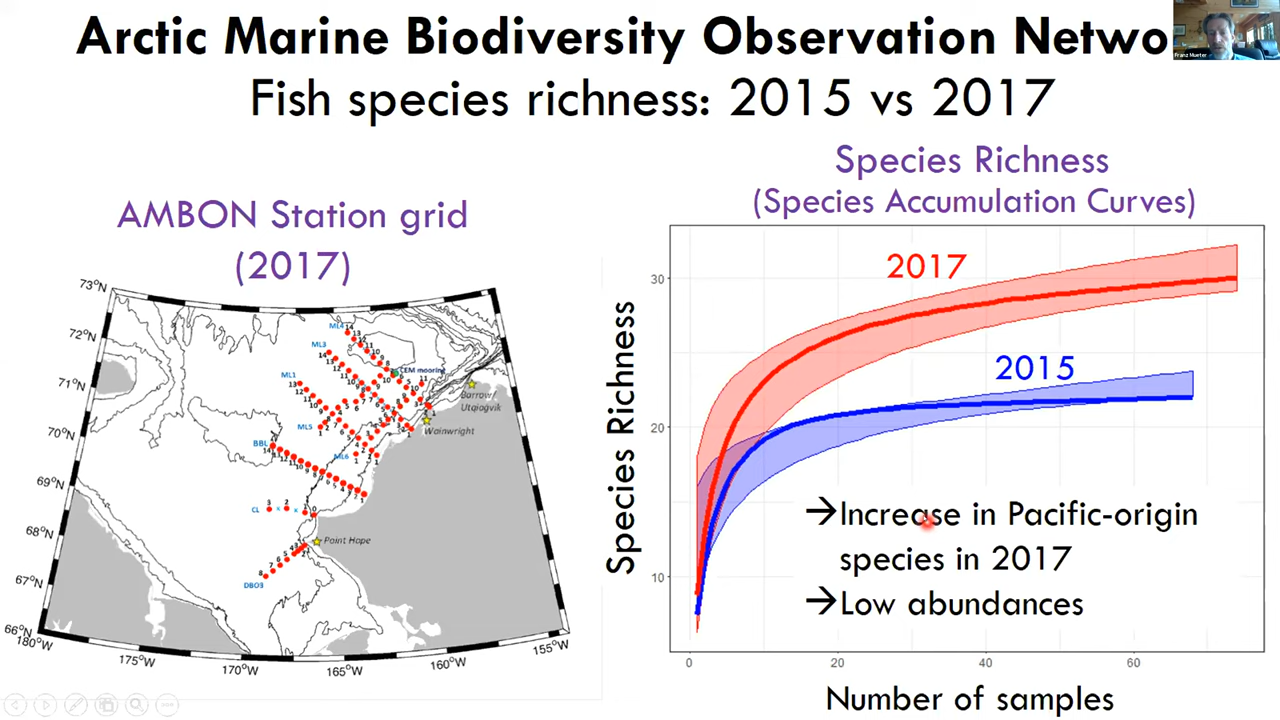 Arctic Marine Biodiversity Observation Netwo
Franz Mueter
Fish species richness: 2015 vs 2017
AMBON Station grid
(2017)
Species Richness
(Species Accumulation Curves)
73°N
72°N
71°N
70°N
69°N
68°N
67°N
66°N
180°W
175°W
170°W
165°W
160°W
155°W
ML4
ML3
ML1
ML5
ML6
BBL
CL
DBO3
CEM mooring
Barrow/
Utqiagvik
Wainwright
Point Hope
2017
2015
Species Richness
30
20
10
→Increase in Pacific-origin
species in 2017
→Low abundances
0
20
40
60
Number of samples